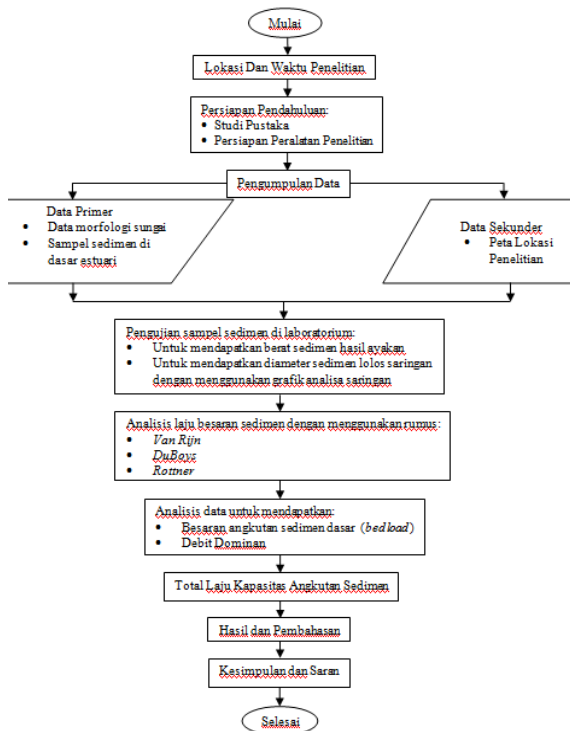 Mulai
Lokasi Dan Waktu Penelitian
Persiapan Pendahuluan:
• Studi Pustaka
• Persiapan Peralatan Penelitian
Pengumpulan Data
Data Primer
• Data morfologi sungai
• Sampel sedimen di
dasar estuari
Data Sekunder
• Peta Lokasi
Penelitian
Pengujian sampel sedimen di laboratorium:
• Untuk mendapatkan berat sedimen hasil ayakan
• Untuk mendapatkan diameter sedimen lolos saringan
dengan menggunakan grafik analisa saringan
Analisis laju besaran sedimen dengan menggunakan rumus:
• Van Rijn
• DuBoys
• Rottner
Analisis data untuk mendapatkan:
• Besaran angkutan sedimen dasar (bed load)
• Debit Dominan
Total Laju Kapasitas Angkutan Sedimen
Hasil dan Pembahasan
Kesimpulan dan Saran
Selesai